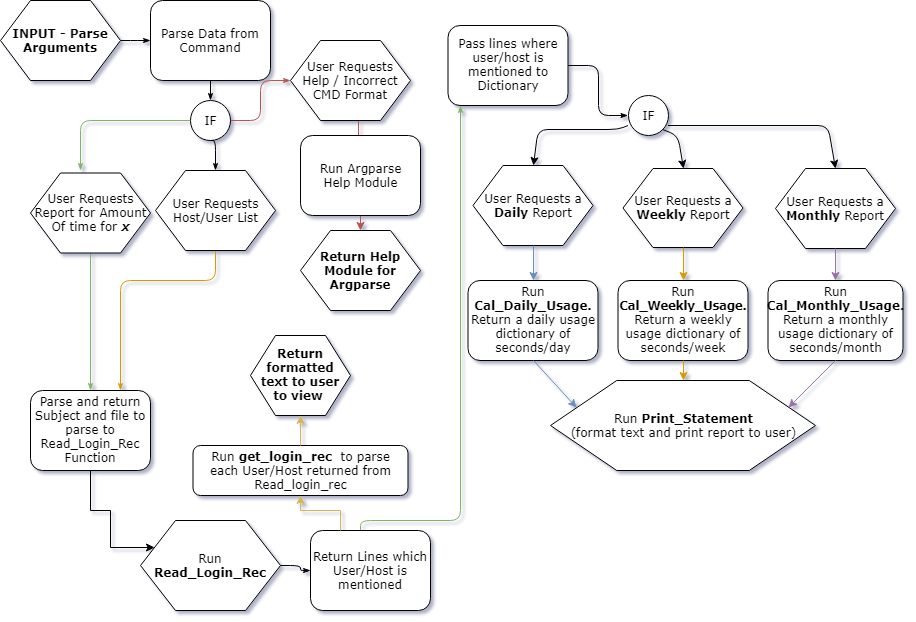 INPUT - Parse
Arguments
Parse Data from
Command
IF
User Requests
Help / Incorrect
CMD Format
Run Argparse
Help Module
Return Help
Module for
Argparse
User Requests
Report for Amount
Of time for x
User Requests
Host/User List
Parse and return
Subject and file to
parse to
Read_Login_Rec
Function
Run
Read_Login_Rec
Return Lines which
User/Host is
mentioned
Run get_login_rec to parse
each User/Host returned from
Read_login_rec
Return
formatted
text to user
to view
Pass lines where
user/host is
mentioned to
Dictionary
IF
User Requests a
Daily Report
User Requests a
Weekly Report
User Requests a
Monthly Report
Run
Cal_Daily_Usage.
Return a daily usage
dictionary of
seconds/day
Run
Cal_Weekly_Usage.
Return a weekly
usage dictionary of
seconds/week
Run
Cal_Monthly_Usage.
Return a monthly
usage dictionary of
seconds/month
Run Print_Statement
(format text and print report to user)